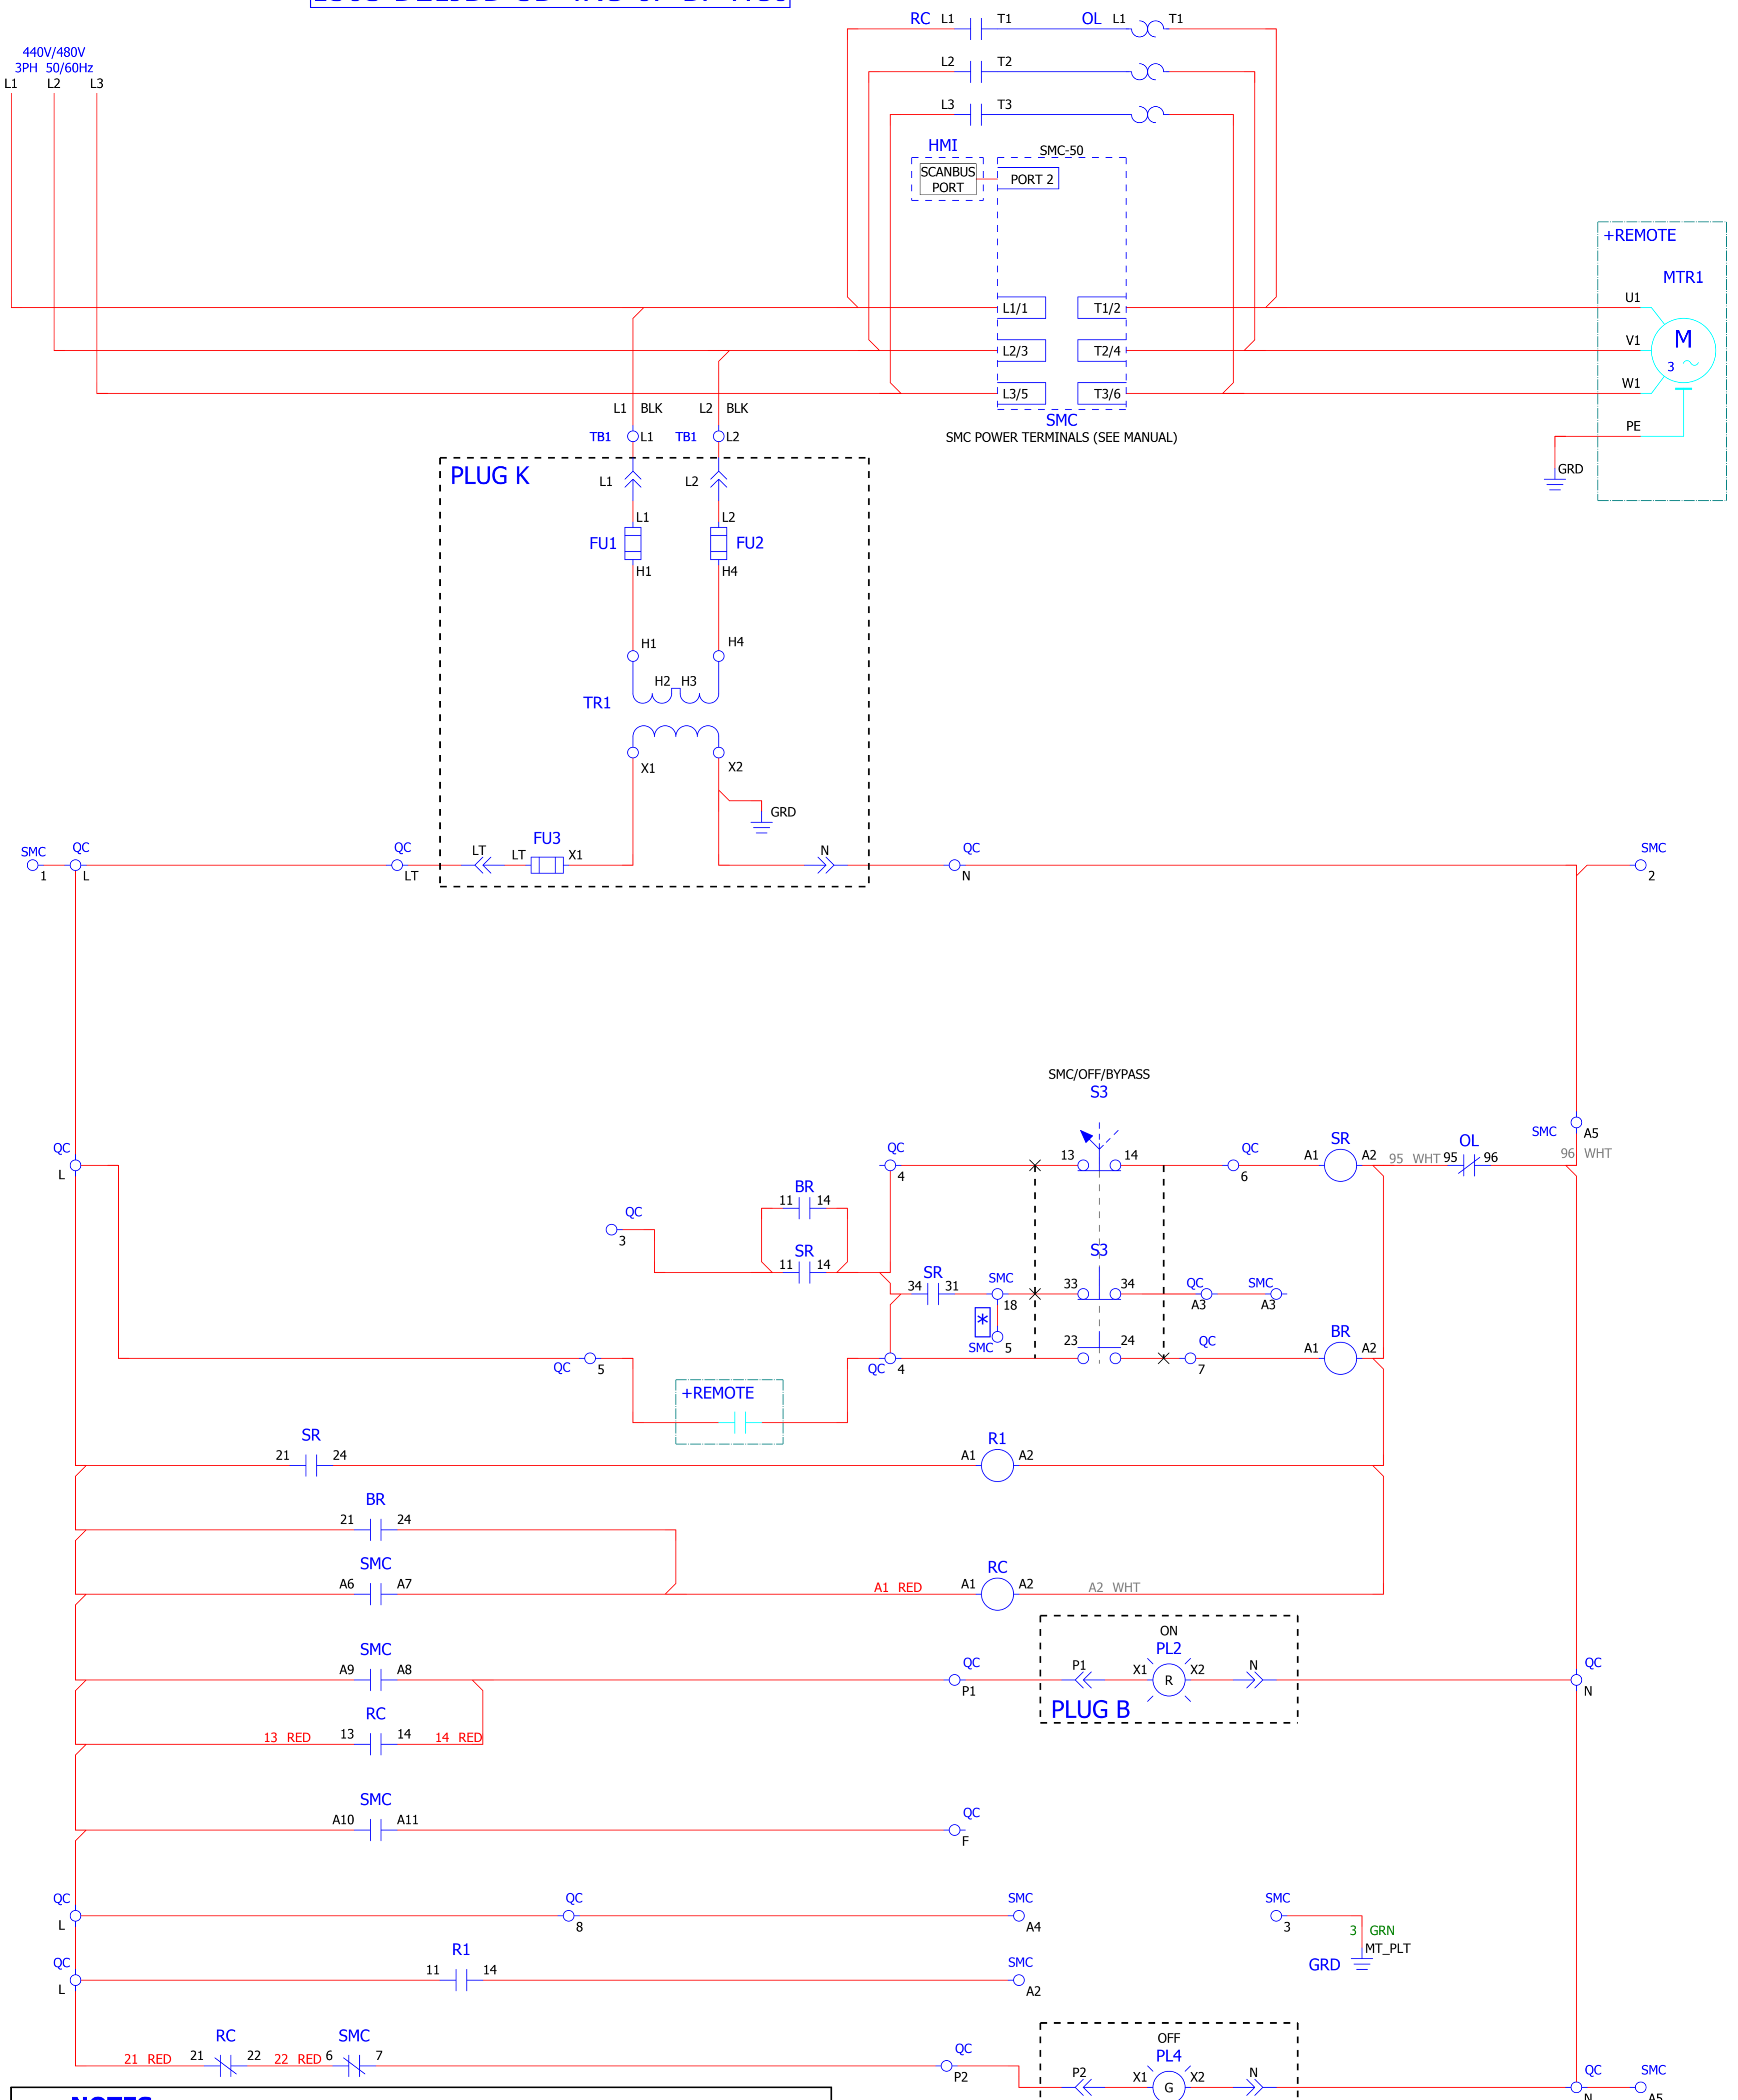 RC L1 T1 OL L1 T1
440V/480V
3PH 50/60Hz
L1 L2 L3
L2 T2
L3 T3
HMI
SMC-50
SCANBUS
PORT
PORT 2
+REMOTE
MTR1
L1/1 T1/2 U1
M
3
L2/3 T2/4 V1
L3/5 T3/6 W1
L1 BLK L2 BLK
SMC
SMC POWER TERMINALS (SEE MANUAL)
PE
GRD
TB1 L1 TB1 L2
PLUG K
L1 L2
L1 L2
FU1 FU2
H1 H4
H1 H4
H2 H3
TR1
X1 X2
GRD
SMC QC QC LT LT FU3 X1 N QC SMC
1 L LT N 2
SMC/OFF/BYPASS
S3
SMC A5
QC QC 13 14 QC A1 SR A2 95 WHT 95 OL 96 96 WHT
L 4 6
BR
11 14
QC
3
SR
11 14
S3
SR
34 31 SMC 33 34 QC SMC
18 A3 A3
*
SMC 5
23 24 QC A1 BR A2
QC 5 QC 4 7
+REMOTE
SR R1
21 24 A1 A2
BR
21 24
SMC RC
A6 A7 A1 RED A1 A2 A2 WHT
ON
SMC PL2
A9 A8 QC P1 X1 R X2 N QC
P1 N
PLUG B
RC
13 RED 13 14 14 RED
SMC
A10 A11 QC
F
QC QC SMC SMC
L 8 A4 3
3 GRN
MT_PLT
GRD
R1
QC 11 14 SMC
L A2
OFF
RC SMC PL4
21 RED 21 22 22 RED 6 7 QC P2 X1 G X2 N QC SMC
P2 N A5
NOTES